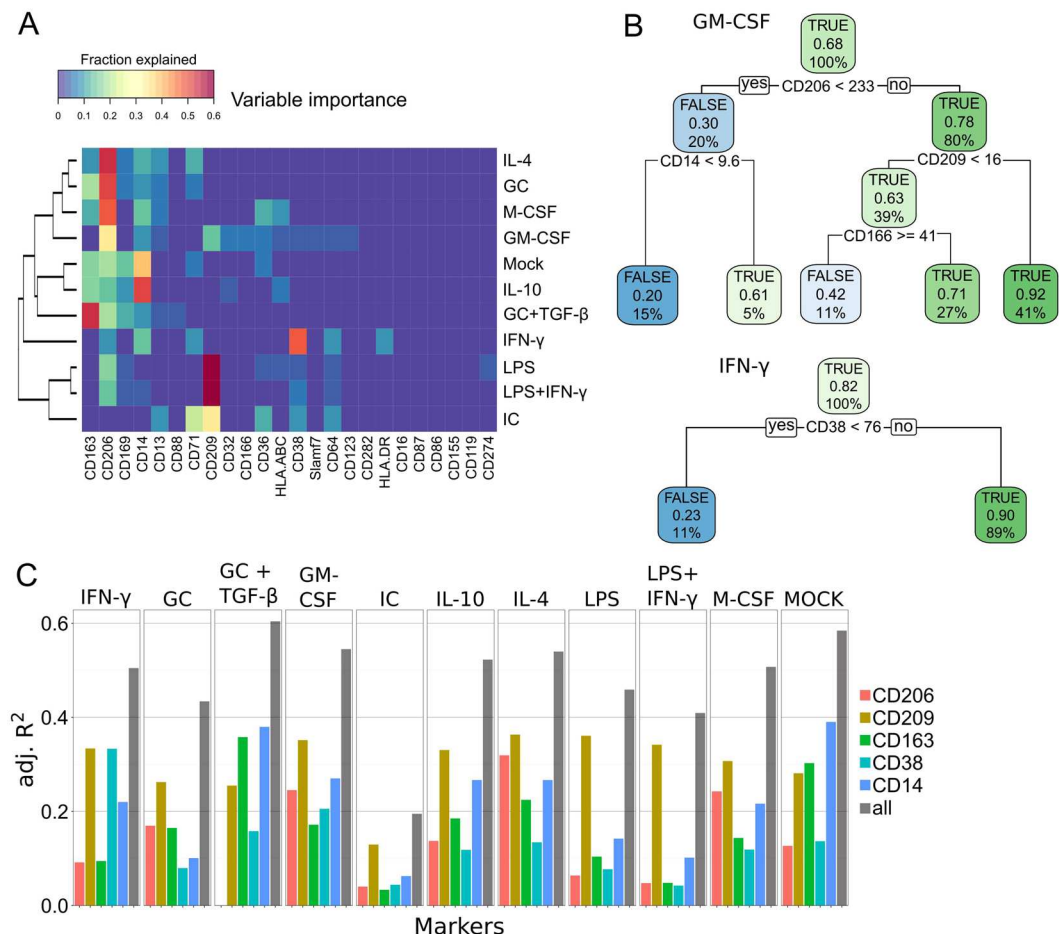 A
Fraction explained
0 0.1 0.2 0.3 0.4 0.5 0.6
Variable importance
IL-4
GC
M-CSF
GM-CSF
Mock
IL-10
GC+TGF-β
IFN-γ
LPS
LPS+IFN-γ
IC
CD163
CD206
CD169
CD14
CD13
CD88
CD71
CD209
CD32
CD166
CD36
HLA.ABC
CD38
Slamf7
CD64
CD123
CD282
HLA.DR
CD16
CD87
CD86
CD155
CD119
CD274
B
GM-CSF
TRUE
0.68
100%
yes CD206 < 233 no
FALSE
0.30
20%
TRUE
0.78
80%
CD14 < 9.6
CD209 < 16
TRUE
0.63
39%
CD166 >= 41
FALSE
0.20
15%
TRUE
0.61
5%
FALSE
0.42
11%
TRUE
0.71
27%
TRUE
0.92
41%
IFN-γ
TRUE
0.82
100%
yes CD38 < 76 no
FALSE
0.23
11%
TRUE
0.90
89%
C
IFN-γ
GC
GC +
TGF-β
GM-
CSF
IC
IL-10
IL-4
LPS
LPS+
IFN-γ
M-CSF
MOCK
adj. R²
0.6
0.4
0.2
0.0
Markers
CD206
CD209
CD163
CD38
CD14
all